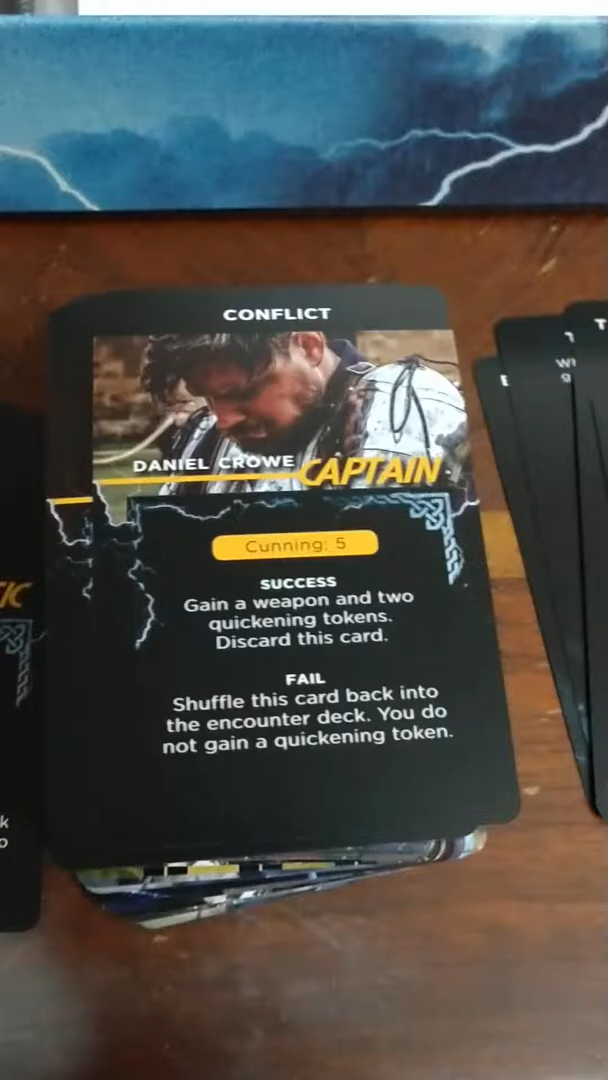 CONFLICT
DANIEL CROWE
CAPTAIN
Cunning: 5
SUCCESS
Gain a weapon and two
quickening tokens.
Discard this card.
FAIL
Shuffle this card back into
the encounter deck. You do
not gain a quickening token.